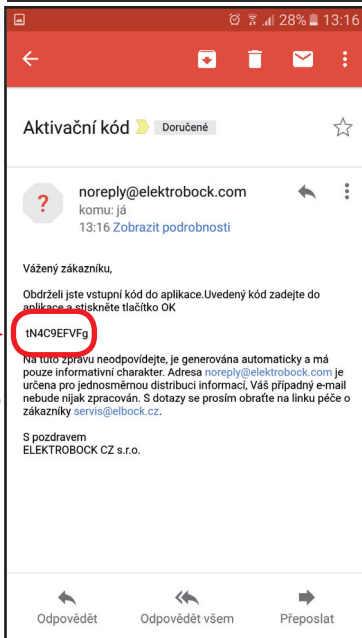 28% 13:16
Aktivační kód Doručené
?
noreply@elektrobock.com
komu: já
13:16 Zobrazit podrobnosti
Vážený zákazníku,
Obdrželi jste vstupní kód do aplikace.Uvedený kód zadejte do
aplikace a stiskněte tlačítko OK
tN4C9EFVFg
Na tuto zprávu neodpovídejte, je generována automaticky a má
pouze informativní charakter. Adresa noreply@elektrobock.com je
určena pro jednosměrnou distribuci informací, Váš případný e-mail
nebude nijak zpracován. S dotazy se prosím obraťte na linku péče o
zákazníky servis@elbock.cz.
S pozdravem
ELEKTROBOCK CZ s.r.o.
Odpovědět Odpovědět všem Přeposlat